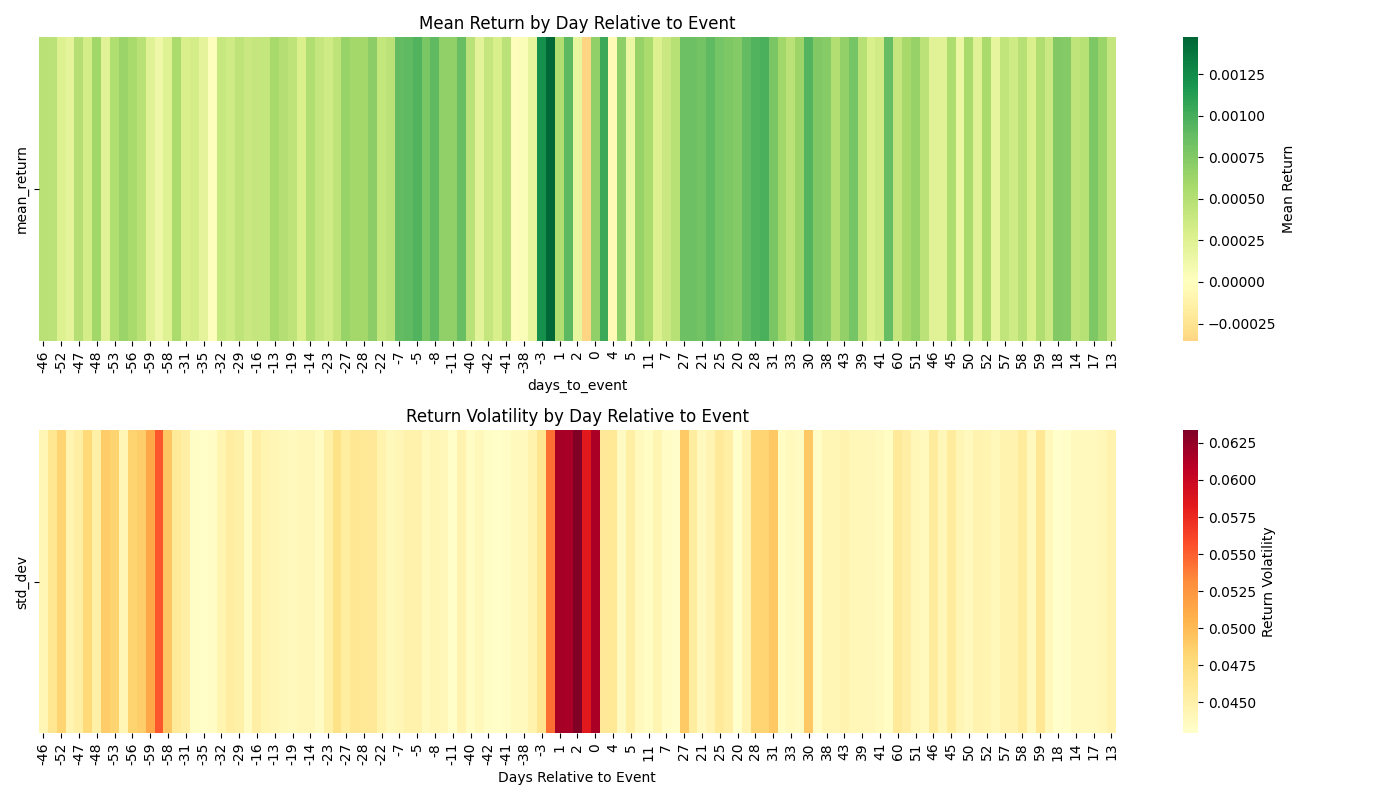 Mean Return by Day Relative to Event
mean_return
-46 -52 -47 -48 -53 -56 -59 -58 -31 -35 -32 -29 -16 -13 -19 -14 -23 -27 -28 -22 -7 -5 -8 -11 -40 -42 -41 -38 -3 1 2 0 4 5 11 7 27 21 25 20 28 31 33 30 38 43 39 41 60 51 46 45 50 52 57 58 59 18 14 17 13
days_to_event
0.00125
0.00100
0.00075
0.00050
0.00025
0.00000
−0.00025
Mean Return
Return Volatility by Day Relative to Event
std_dev
-46 -52 -47 -48 -53 -56 -59 -58 -31 -35 -32 -29 -16 -13 -19 -14 -23 -27 -28 -22 -7 -5 -8 -11 -40 -42 -41 -38 -3 1 2 0 4 5 11 7 27 21 25 20 28 31 33 30 38 43 39 41 60 51 46 45 50 52 57 58 59 18 14 17 13
Days Relative to Event
0.0625
0.0600
0.0575
0.0550
0.0525
0.0500
0.0475
0.0450
Return Volatility